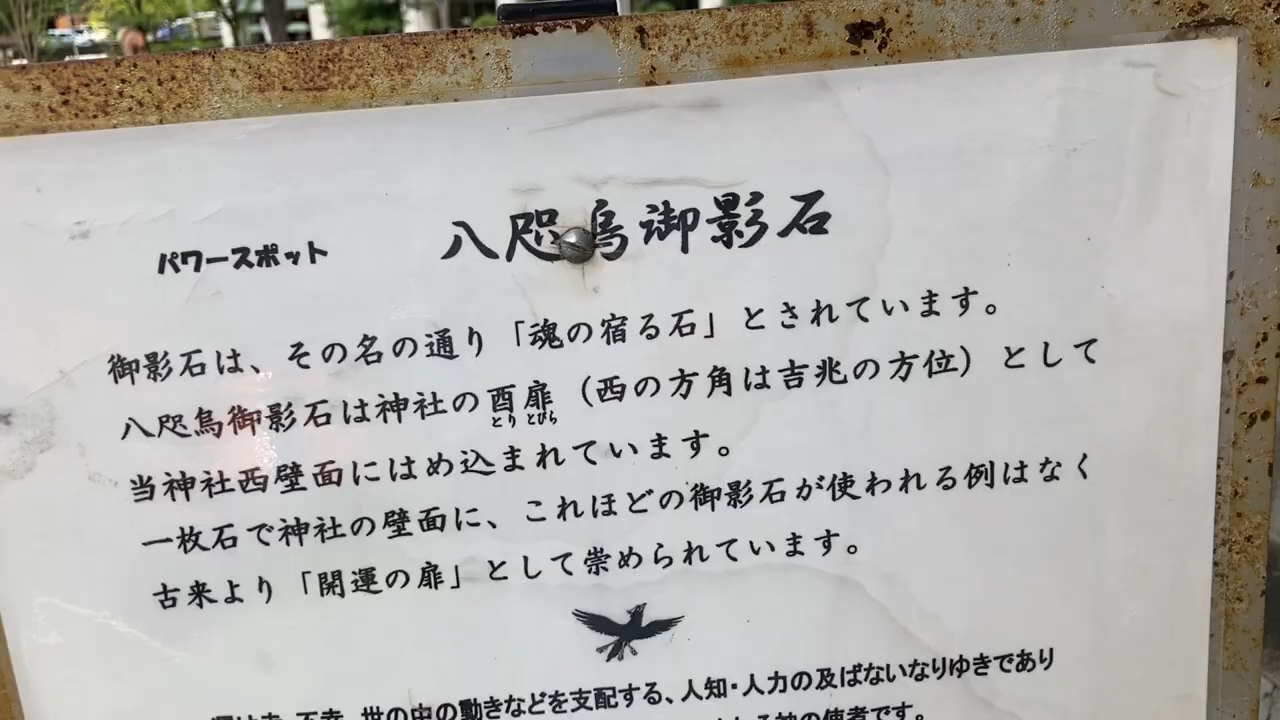 パワースポット
八咫烏御影石
御影石は、その名の通り「魂の宿る石」とされています。
八咫烏御影石は神社の酉扉（西の方角は吉兆の方位）として
とり とびら
当神社西壁面にはめ込まれています。
一枚石で神社の壁面に、これほどの御影石が使われる例はなく
古来より「開運の扉」として崇められています。
不幸、世の中の動きなどを支配する、人知・人力の及ばないなりゆきであり
神の使者です。